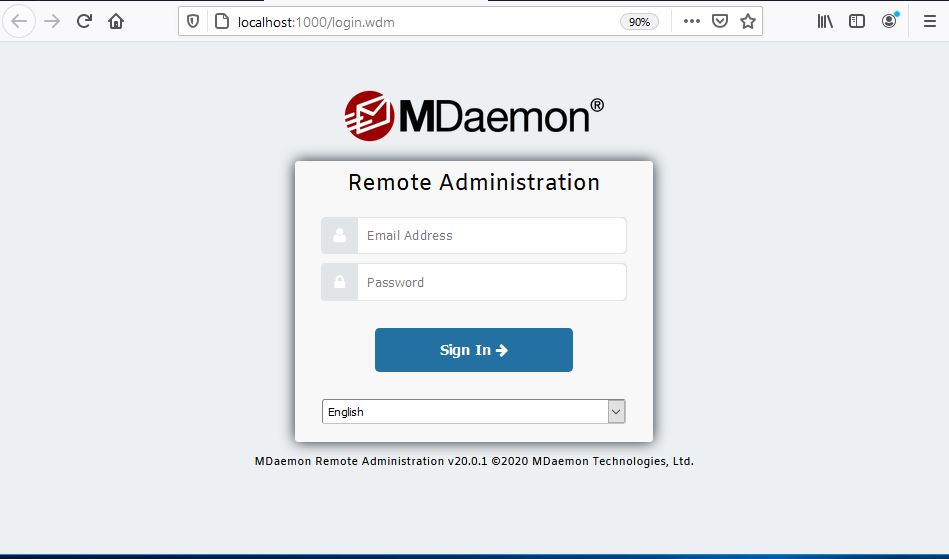 localhost:1000/login.wdm
90%
MDaemon®
Remote Administration
Email Address
Password
Sign In
English
MDaemon Remote Administration v20.0.1 ©2020 MDaemon Technologies, Ltd.